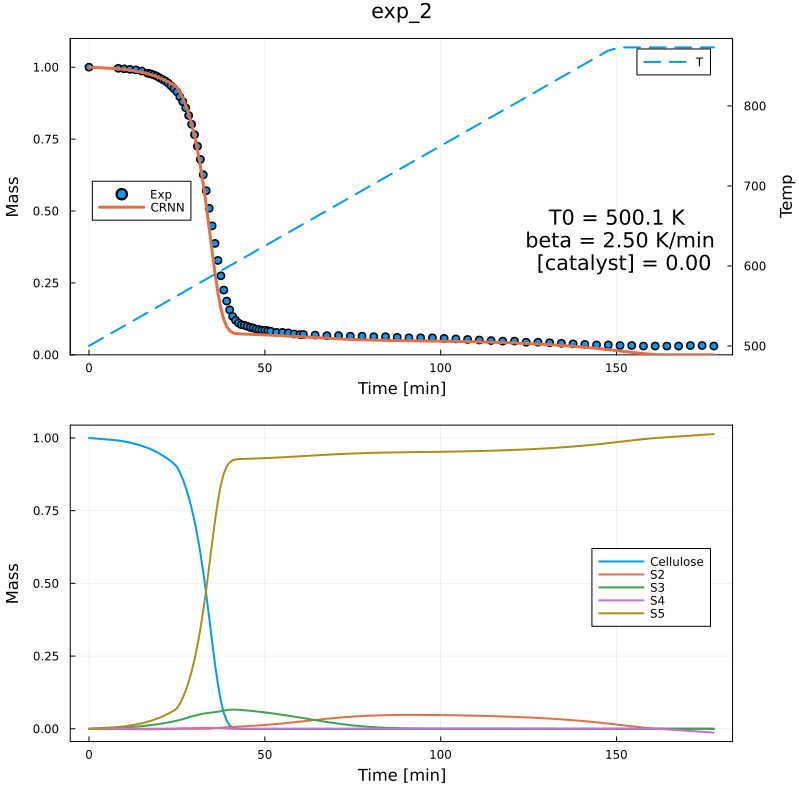 exp_2
1.00
0.75
0.50
0.25
0.00
Mass
0
50
100
150
Time [min]
800
700
600
500
Temp
T
Exp
CRNN
T0 = 500.1 K
beta = 2.50 K/min
[catalyst] = 0.00
1.00
0.75
0.50
0.25
0.00
Mass
0
50
100
150
Time [min]
Cellulose
S2
S3
S4
S5